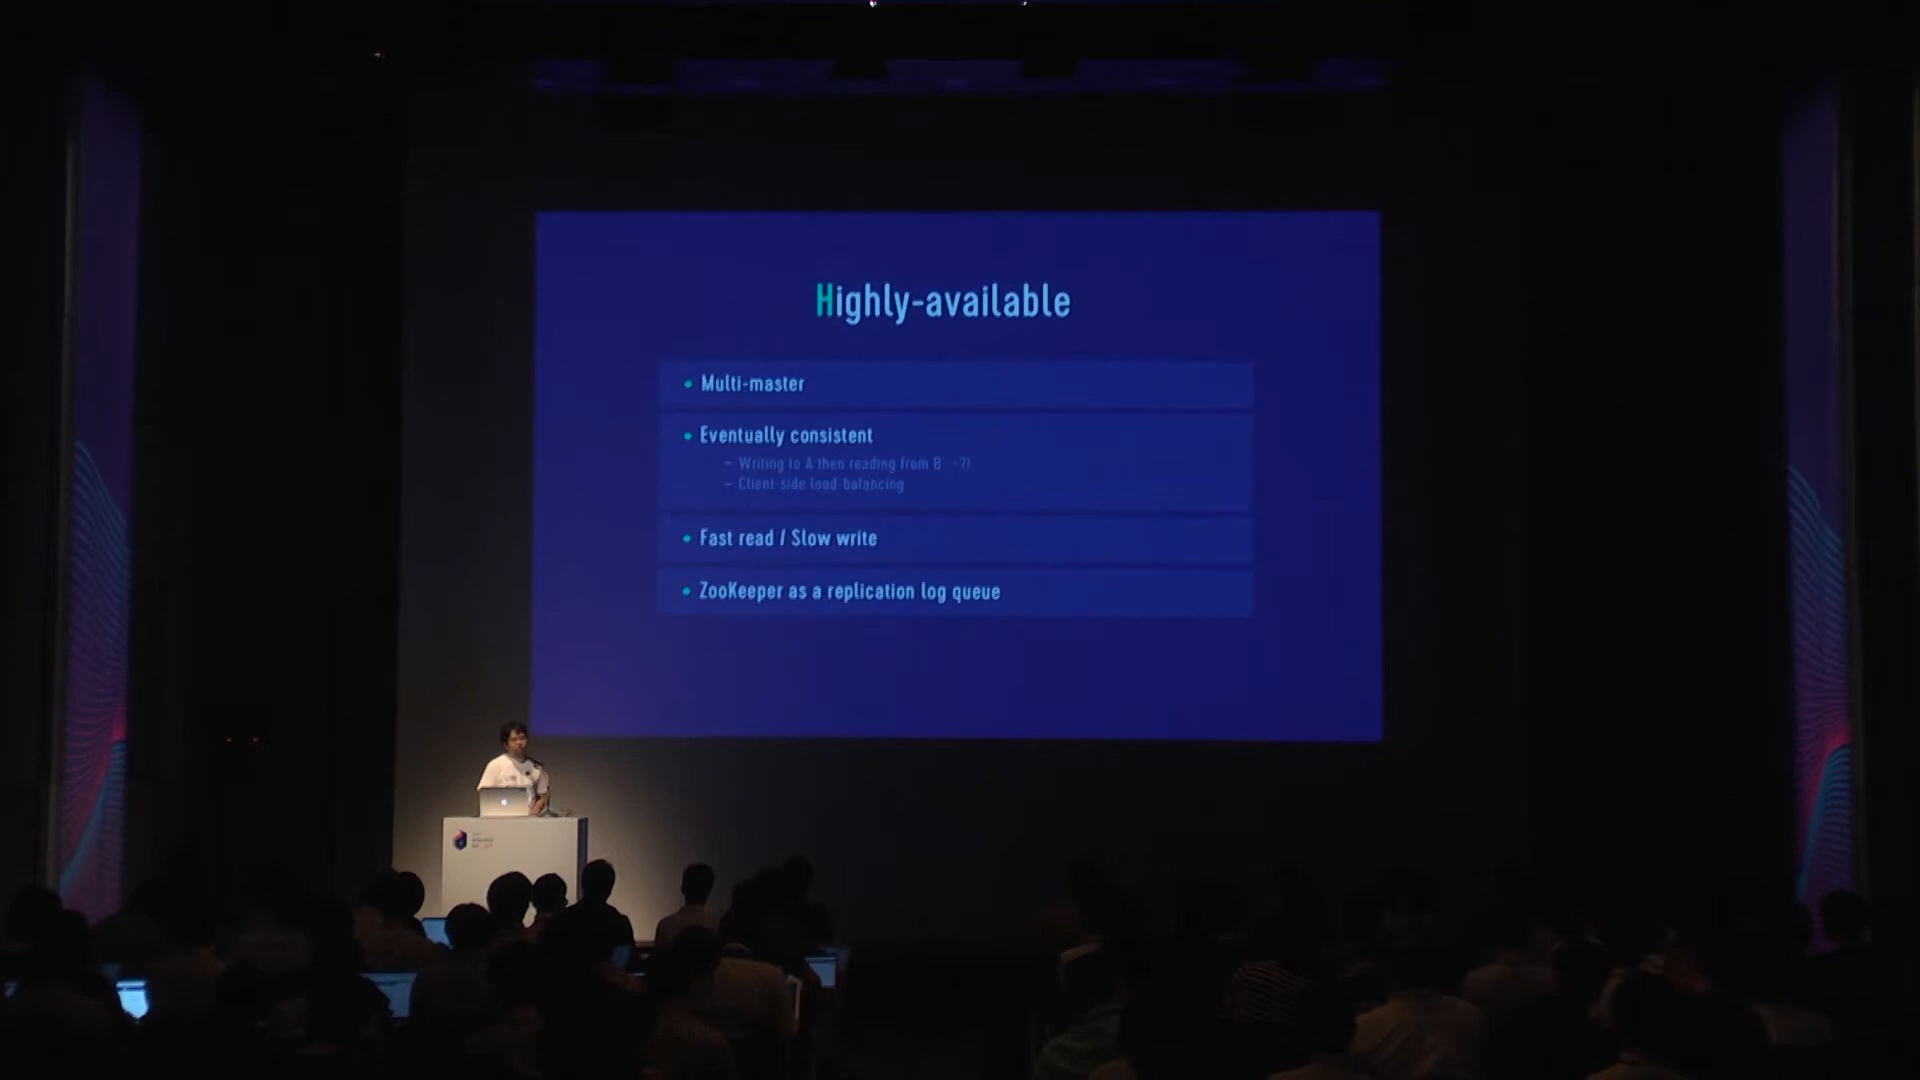 Highly-available
• Multi-master
• Eventually consistent
– Writing to A then reading from B…?!
– Client-side load-balancing
• Fast read / Slow write
• ZooKeeper as a replication log queue